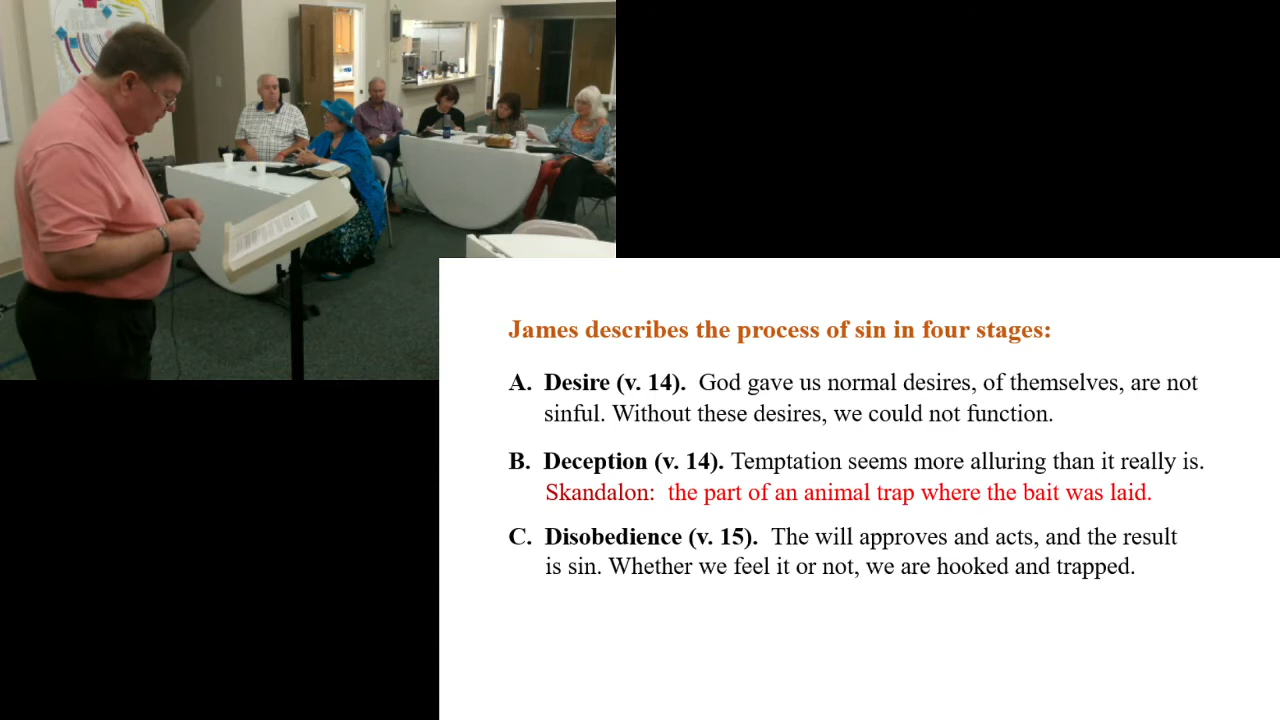 James describes the process of sin in four stages:
A. Desire (v. 14). God gave us normal desires, of themselves, are not
sinful. Without these desires, we could not function.
B. Deception (v. 14). Temptation seems more alluring than it really is.
Skandalon: the part of an animal trap where the bait was laid.
C. Disobedience (v. 15). The will approves and acts, and the result
is sin. Whether we feel it or not, we are hooked and trapped.